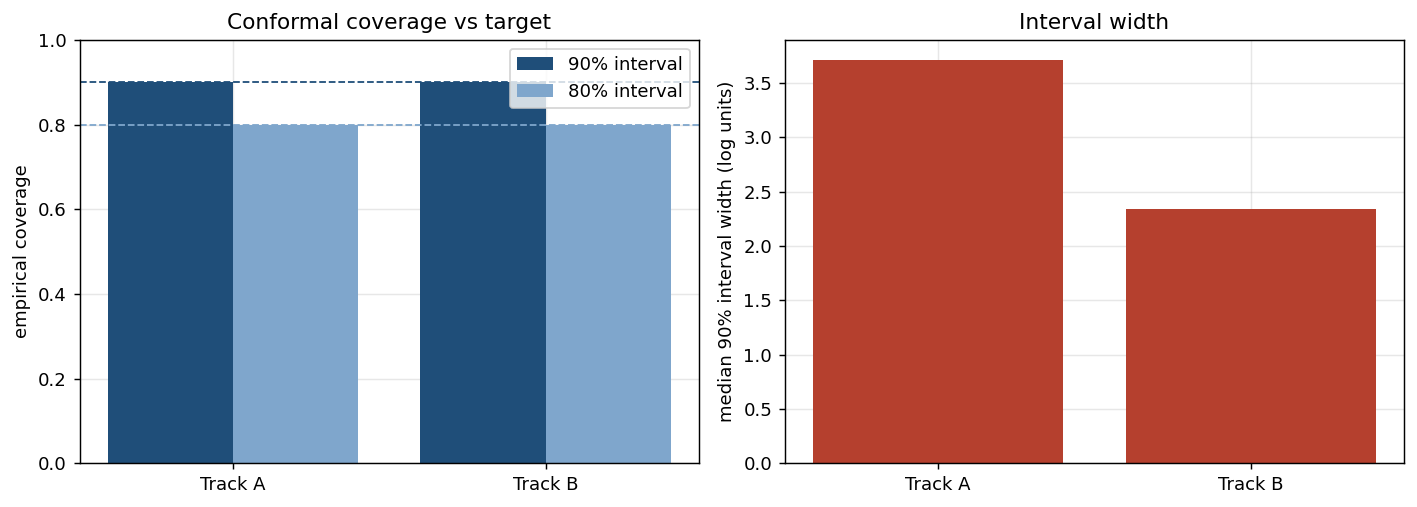 Conformal coverage vs target
empirical coverage
1.0
0.8
0.6
0.4
0.2
0.0
90% interval
80% interval
Track A
Track B
Interval width
median 90% interval width (log units)
3.5
3.0
2.5
2.0
1.5
1.0
0.5
0.0
Track A
Track B